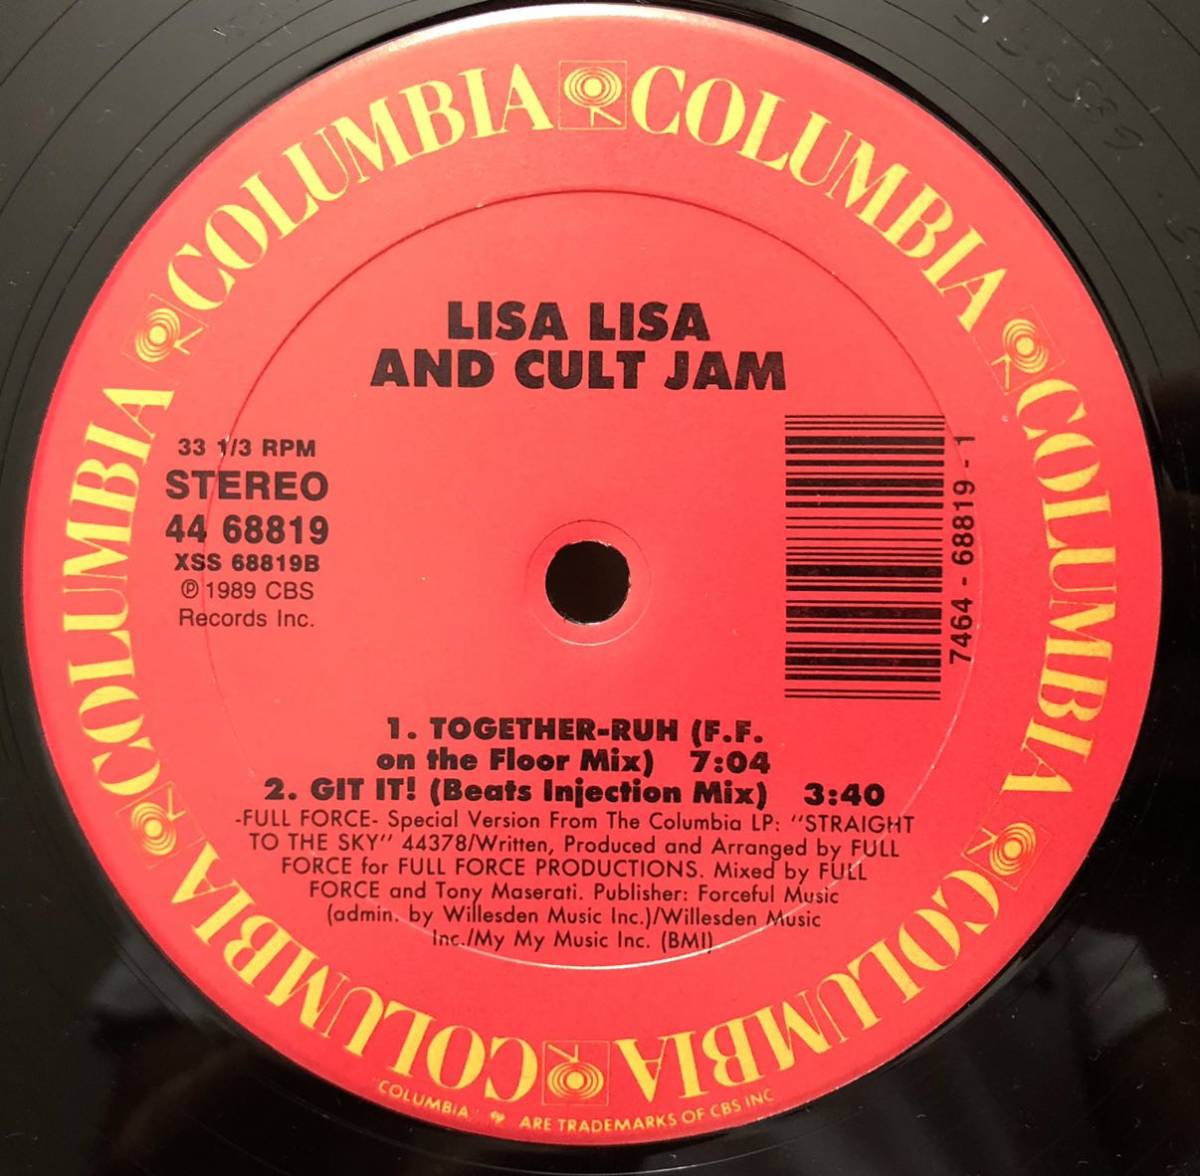 COLUMBIA COLUMBIA COLUMBIA COLUMBIA COLUMBIA COLUMBIA COLUMBIA COLUMBIA
LISA LISA
AND CULT JAM
33 1/3 RPM
STEREO
44 68819
XSS 68819B
Ⓟ 1989 CBS
Records Inc.
7464 - 68819 - 1
1. TOGETHER-RUH (F.F.
on the Floor Mix) 7:04
2. GIT IT! (Beats Injection Mix) 3:40
-FULL FORCE- Special Version From The Columbia LP: "STRAIGHT
TO THE SKY" 44378/Written, Produced and Arranged by FULL
FORCE for FULL FORCE PRODUCTIONS. Mixed by FULL
FORCE and Tony Maserati. Publisher: Forceful Music
(admin. by Willesden Music Inc.)/Willesden Music
Inc./My My Music Inc. (BMI)
"COLUMBIA," ARE TRADEMARKS OF CBS INC